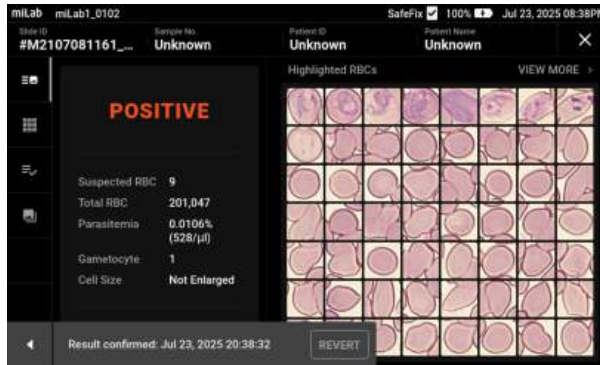 miLab miLab1_0102 SafeFix 100% Jul 23, 2025 08:38PM
Slide ID Sample No. Patient ID Patient Name
#M2107081161_... Unknown Unknown Unknown
Highlighted RBCs VIEW MORE >
POSITIVE
Suspected RBC 9
Total RBC 201,047
Parasitemia 0.0106%
(528/µl)
Gametocyte 1
Cell Size Not Enlarged
Result confirmed: Jul 23, 2025 20:38:32 REVERT